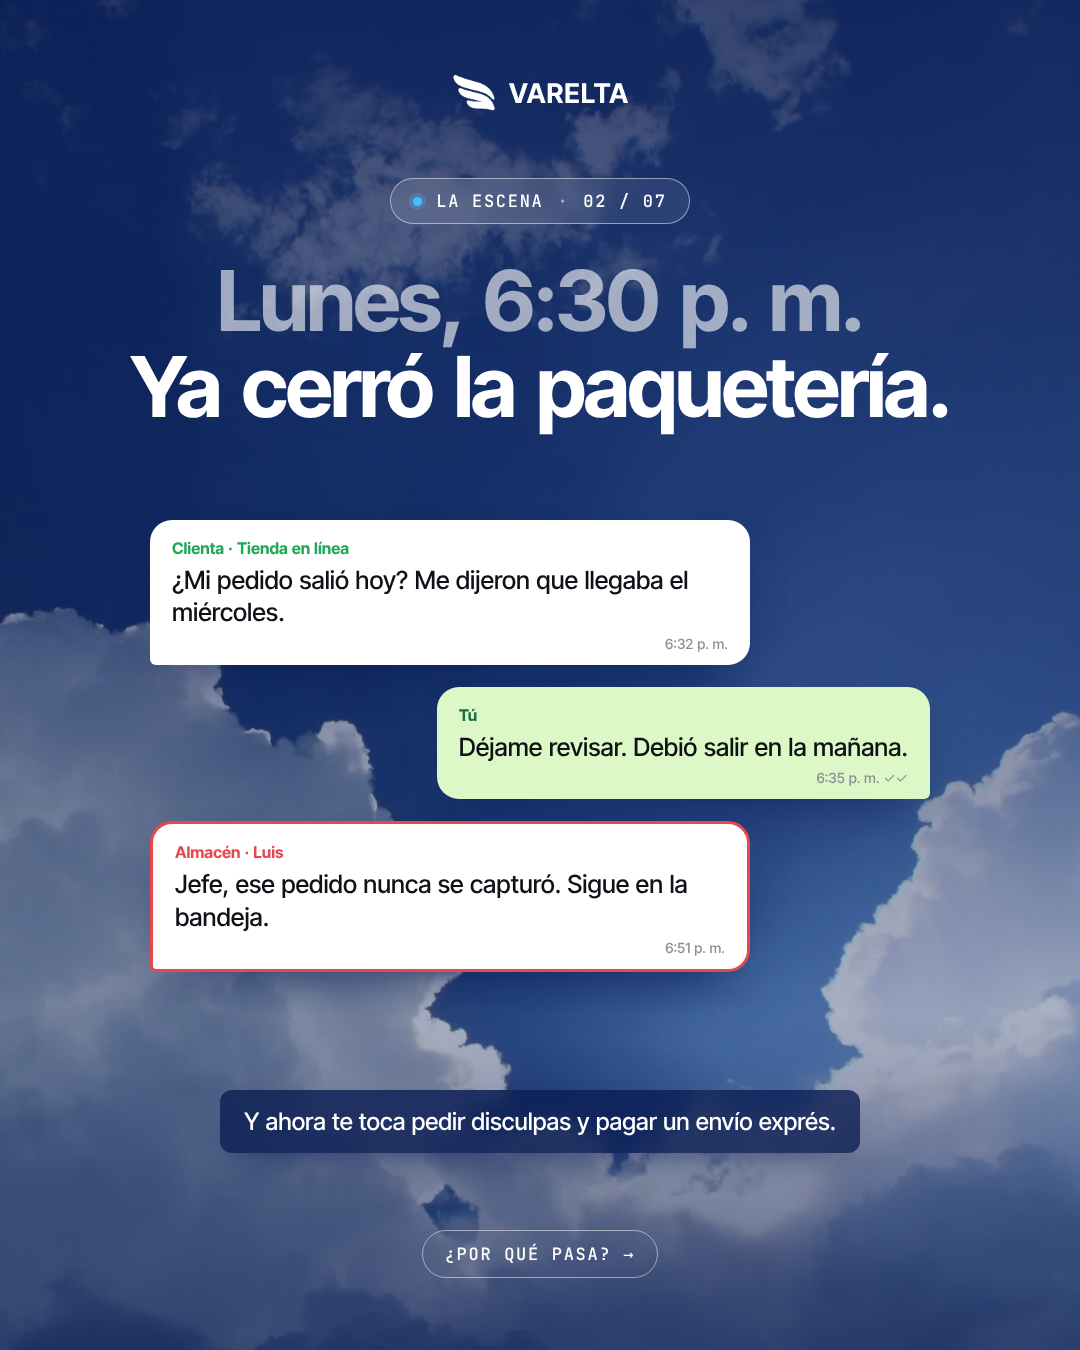 VARELTA
LA ESCENA · 02 / 07
Lunes, 6:30 p. m.
Ya cerró la paquetería.
Clienta · Tienda en línea
¿Mi pedido salió hoy? Me dijeron que llegaba el
miércoles.
6:32 p. m.
Tú
Déjame revisar. Debió salir en la mañana.
6:35 p. m. ✓✓
Almacén · Luis
Jefe, ese pedido nunca se capturó. Sigue en la
bandeja.
6:51 p. m.
Y ahora te toca pedir disculpas y pagar un envío exprés.
¿POR QUÉ PASA? →